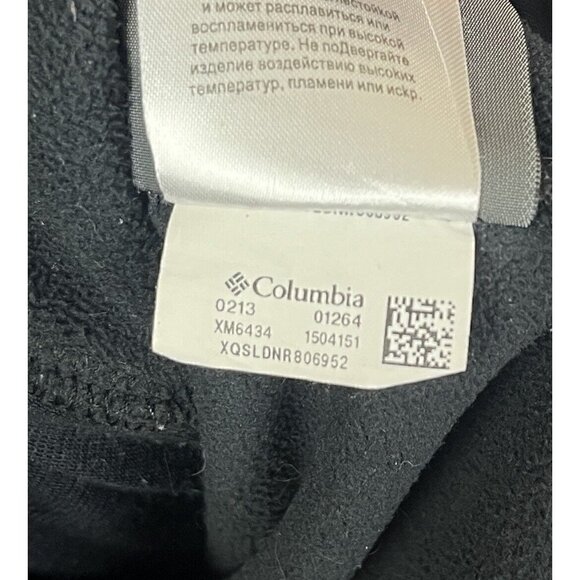 и может расплавиться или
воспламениться при высокой
температуре. Не поДвергайте
изделие воздействию высоких
температур, пламени или искр.
Columbia
0213 01264
XM6434 1504151
XQSLDNR806952